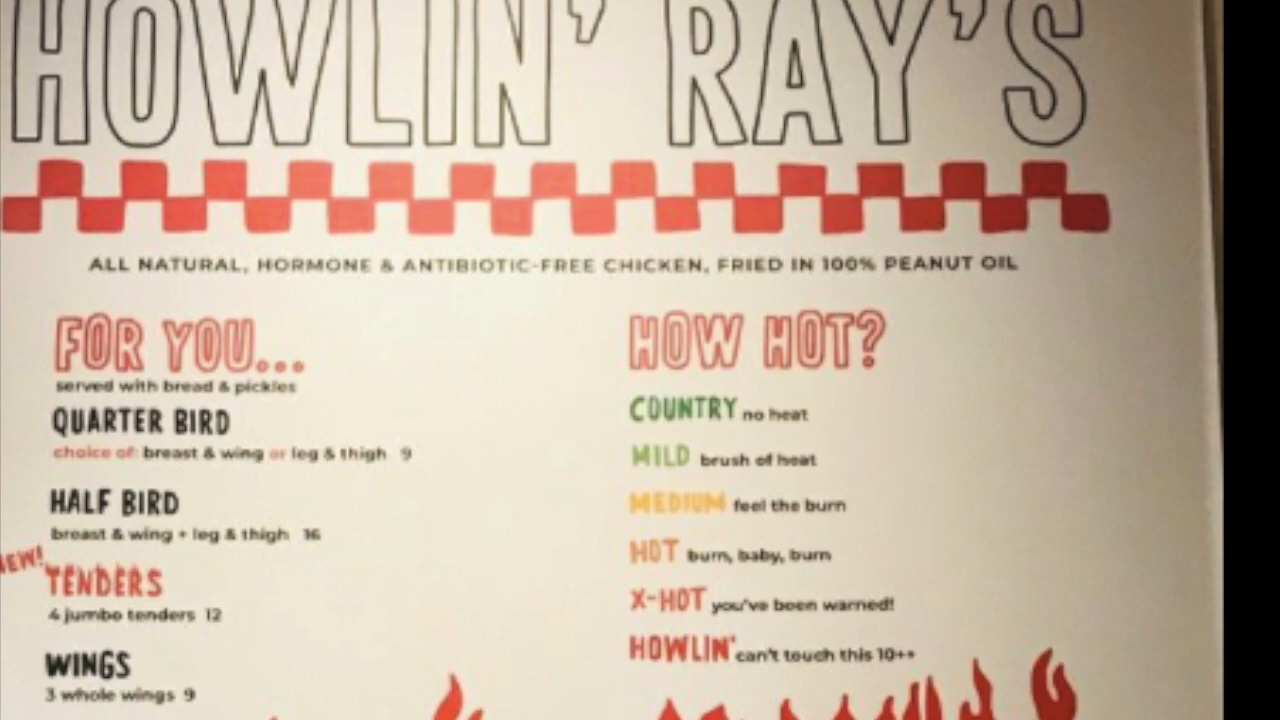 HOWLIN' RAY'S
ALL NATURAL, HORMONE & ANTIBIOTIC-FREE CHICKEN, FRIED IN 100% PEANUT OIL
FOR YOU...
served with bread & pickles
QUARTER BIRD
choice of: breast & wing or leg & thigh 9
HALF BIRD
breast & wing + leg & thigh 16
NEW!
TENDERS
4 jumbo tenders 12
WINGS
3 whole wings 9
HOW HOT?
COUNTRY no heat
MILD brush of heat
MEDIUM feel the burn
HOT burn, baby, burn
X-HOT you've been warned!
HOWLIN' can't touch this 10++